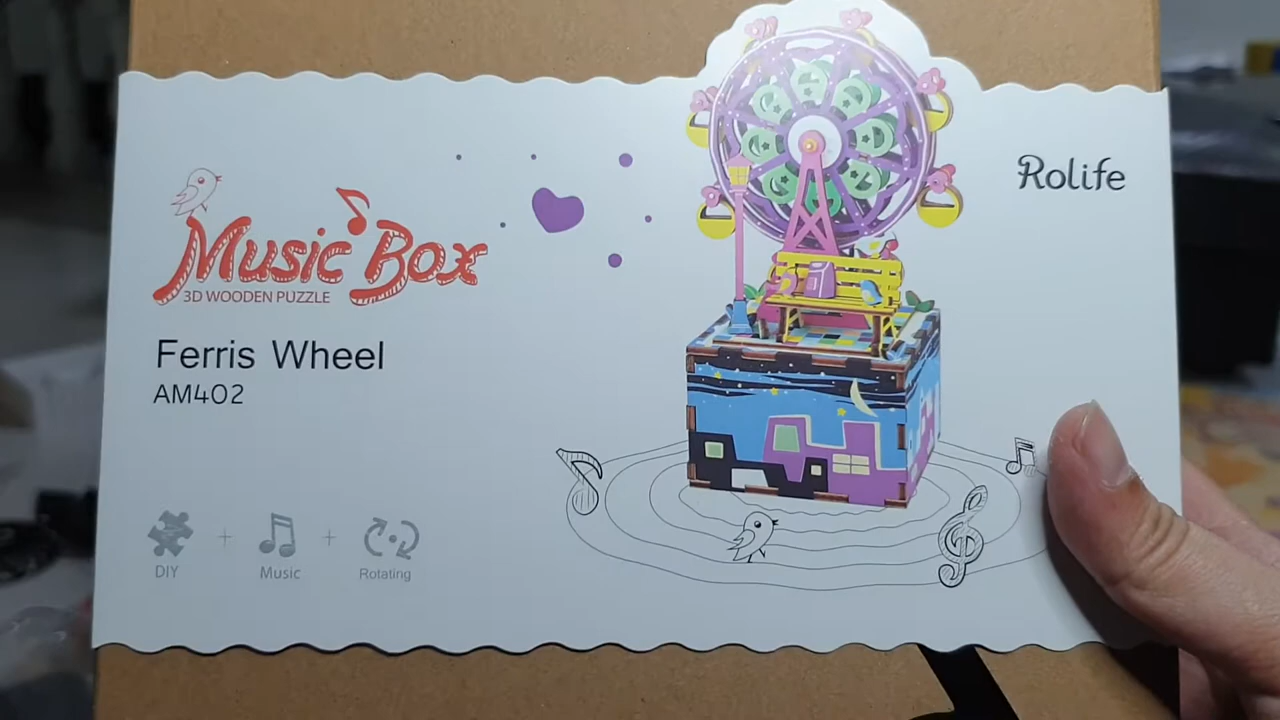 Rolife
Music Box
3D WOODEN PUZZLE
Ferris Wheel
AM402
DIY + Music + Rotating